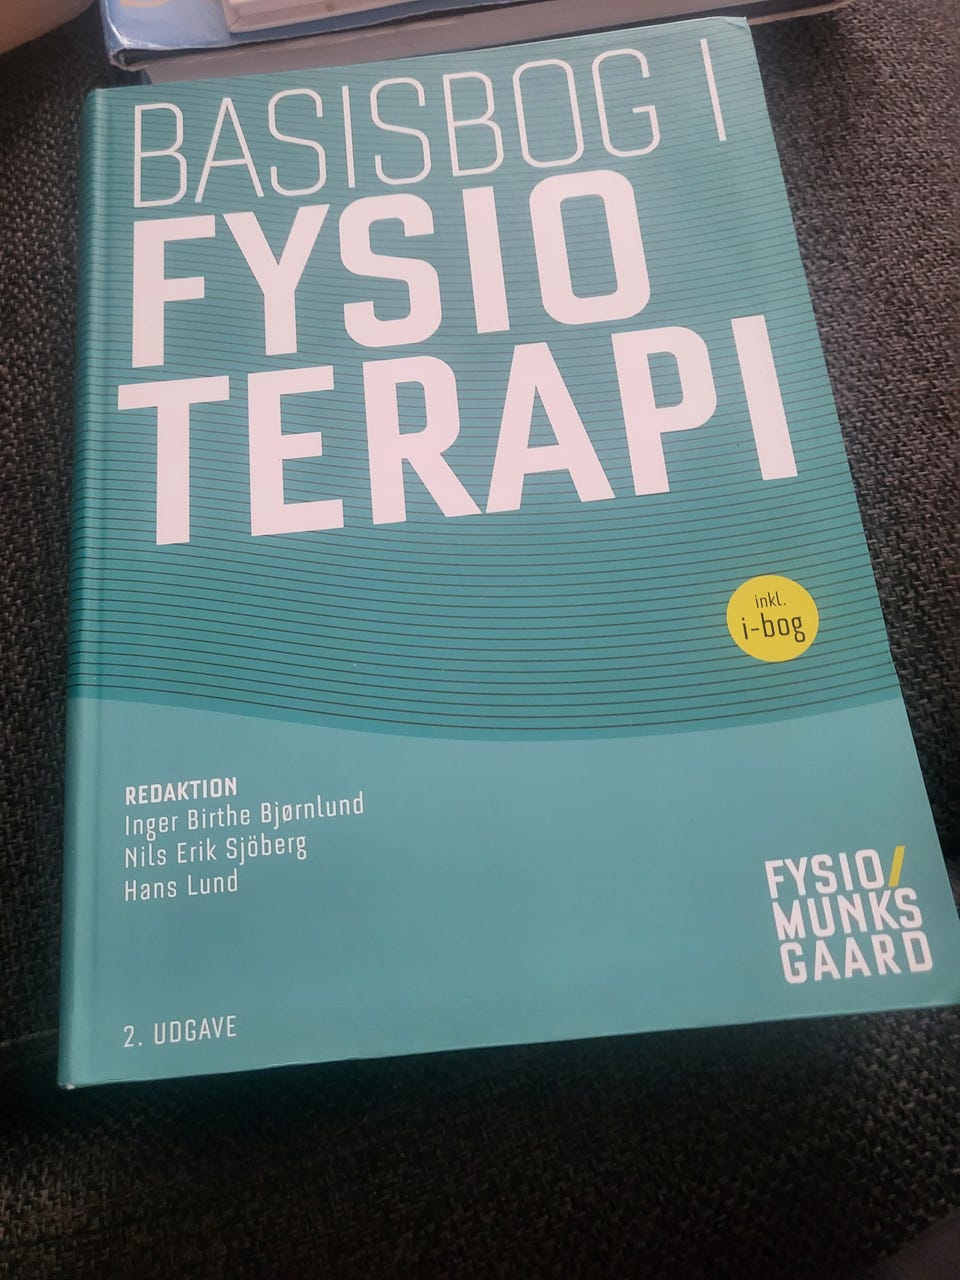 BASISBOG I
FYSIO
TERAPI
inkl.
i-bog
REDAKTION
Inger Birthe Bjørnlund
Nils Erik Sjöberg
Hans Lund
FYSIO/
MUNKS
GAARD
2. UDGAVE